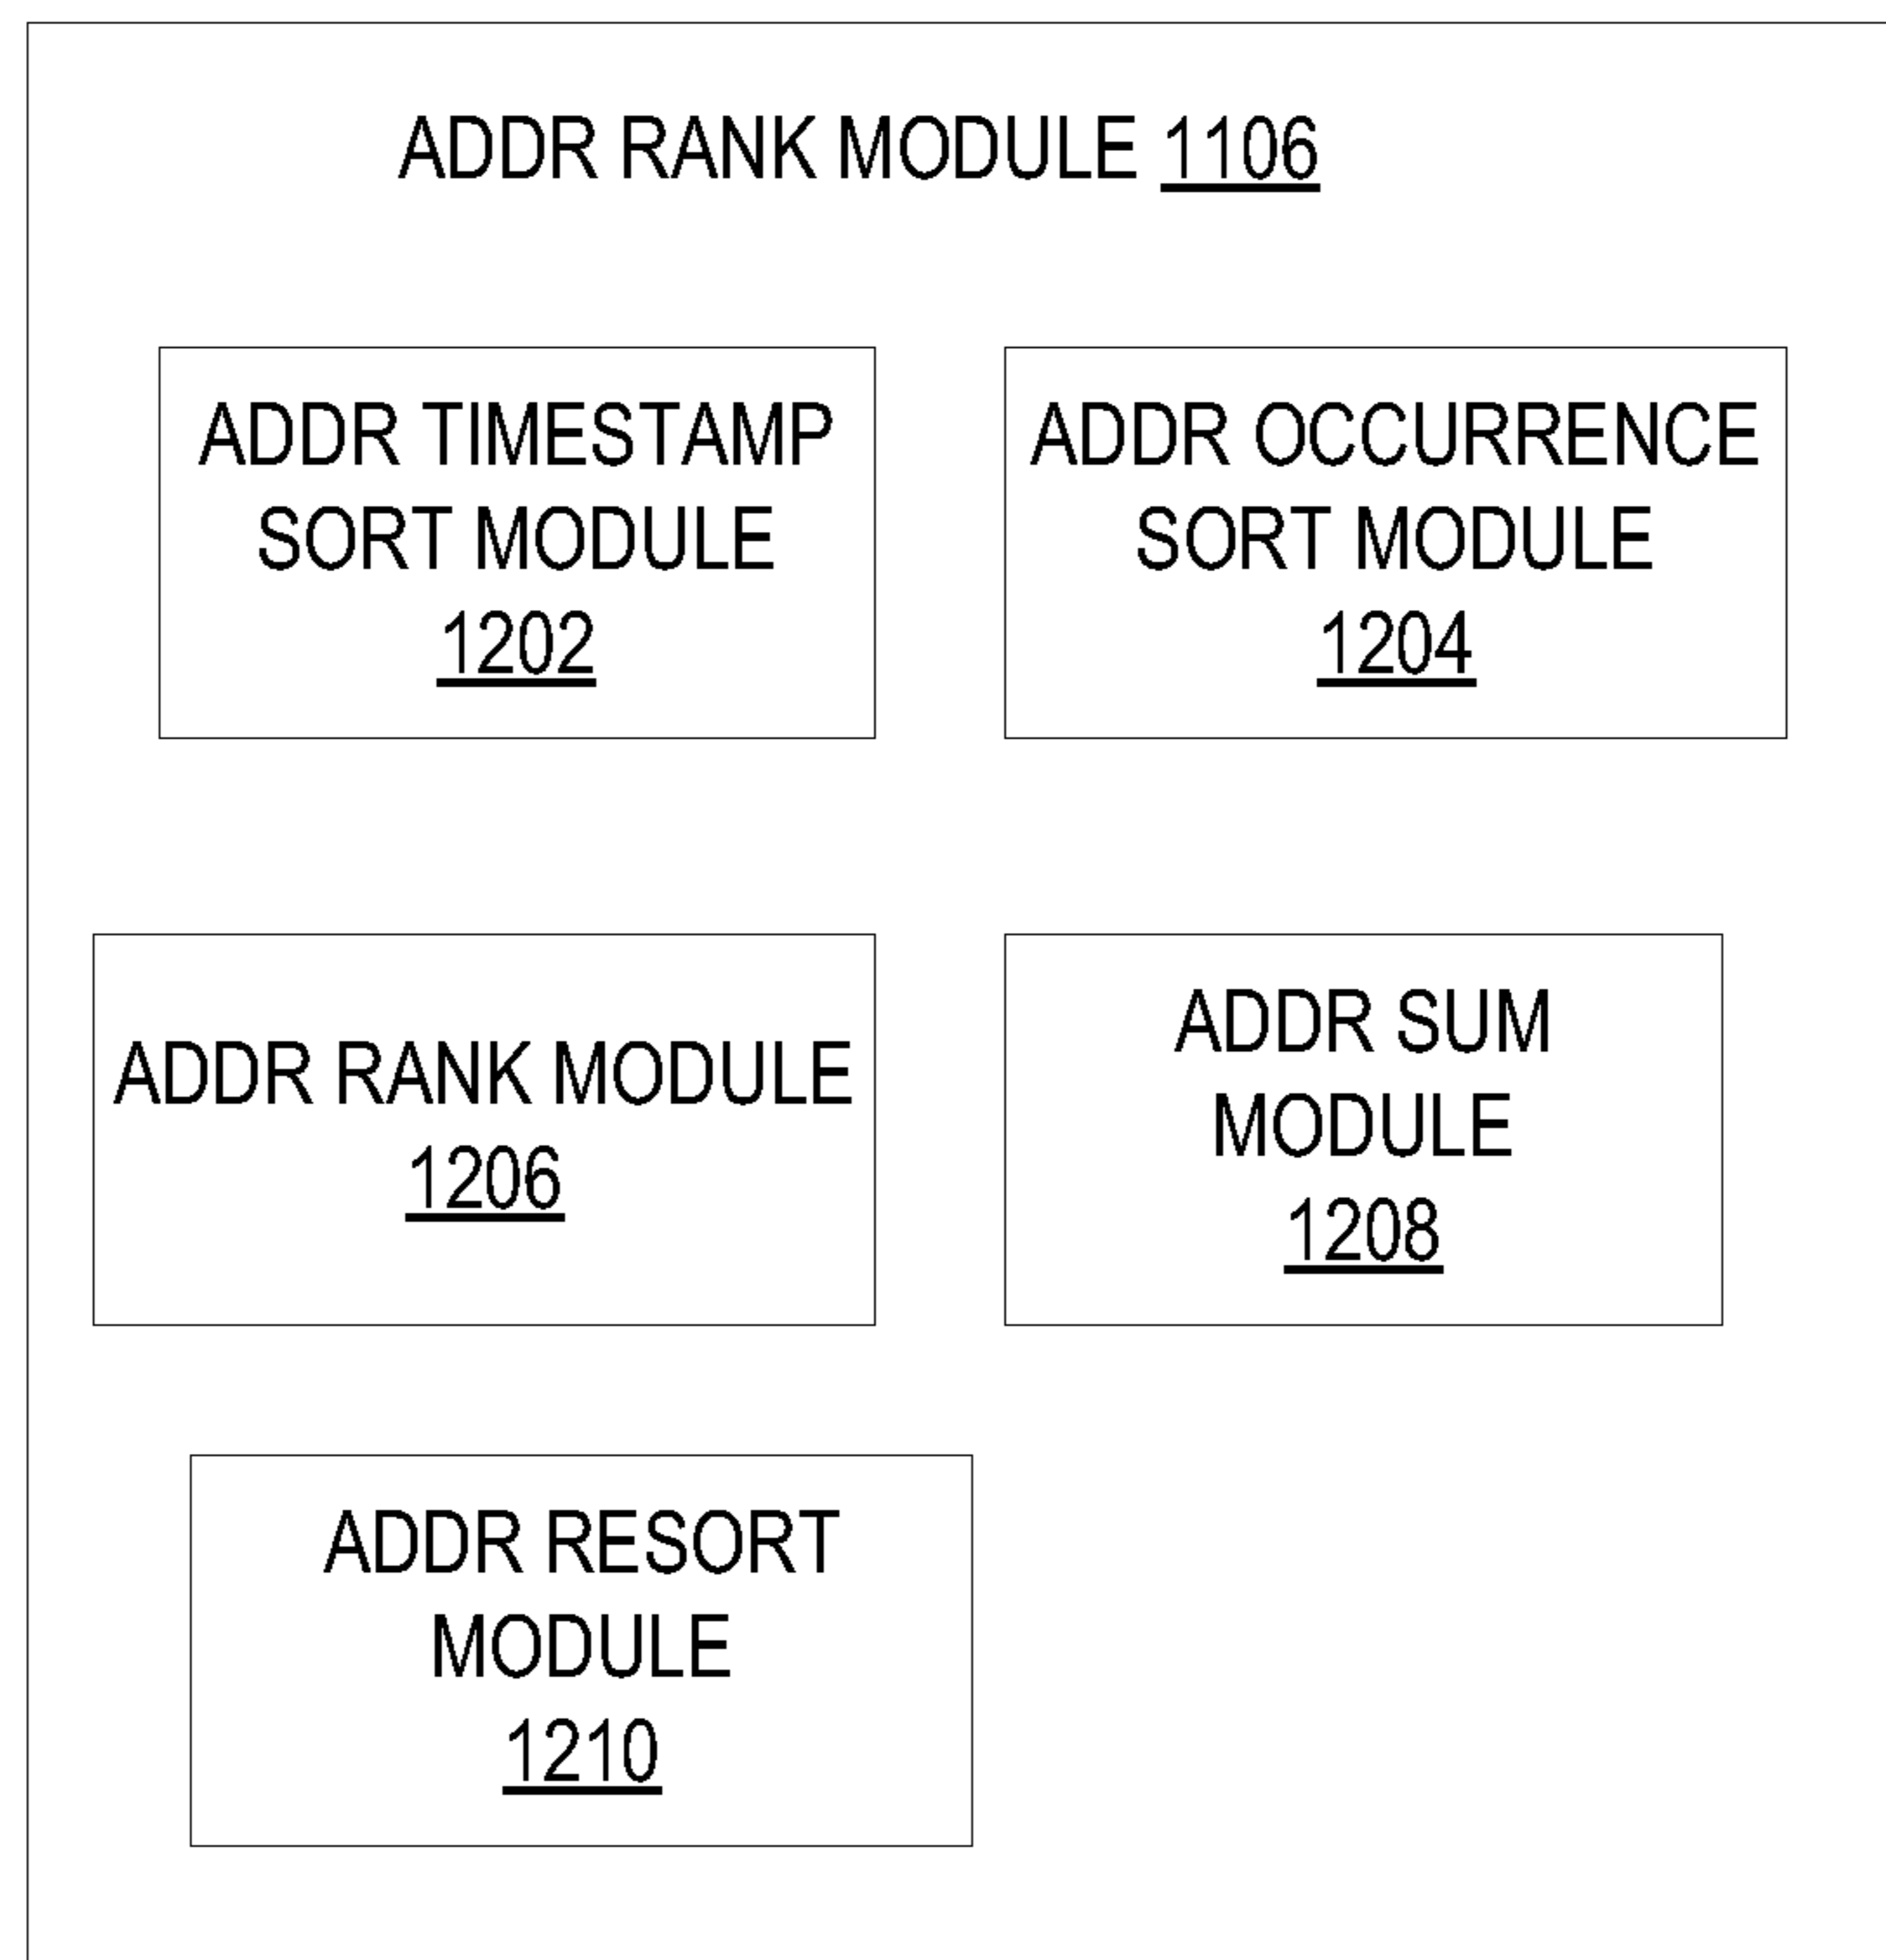 ADDR RANK MODULE 1106
ADDR TIMESTAMP
SORT MODULE
1202
ADDR OCCURRENCE
SORT MODULE
1204
ADDR RANK MODULE
1206
ADDR SUM
MODULE
1208
ADDR RESORT
MODULE
1210